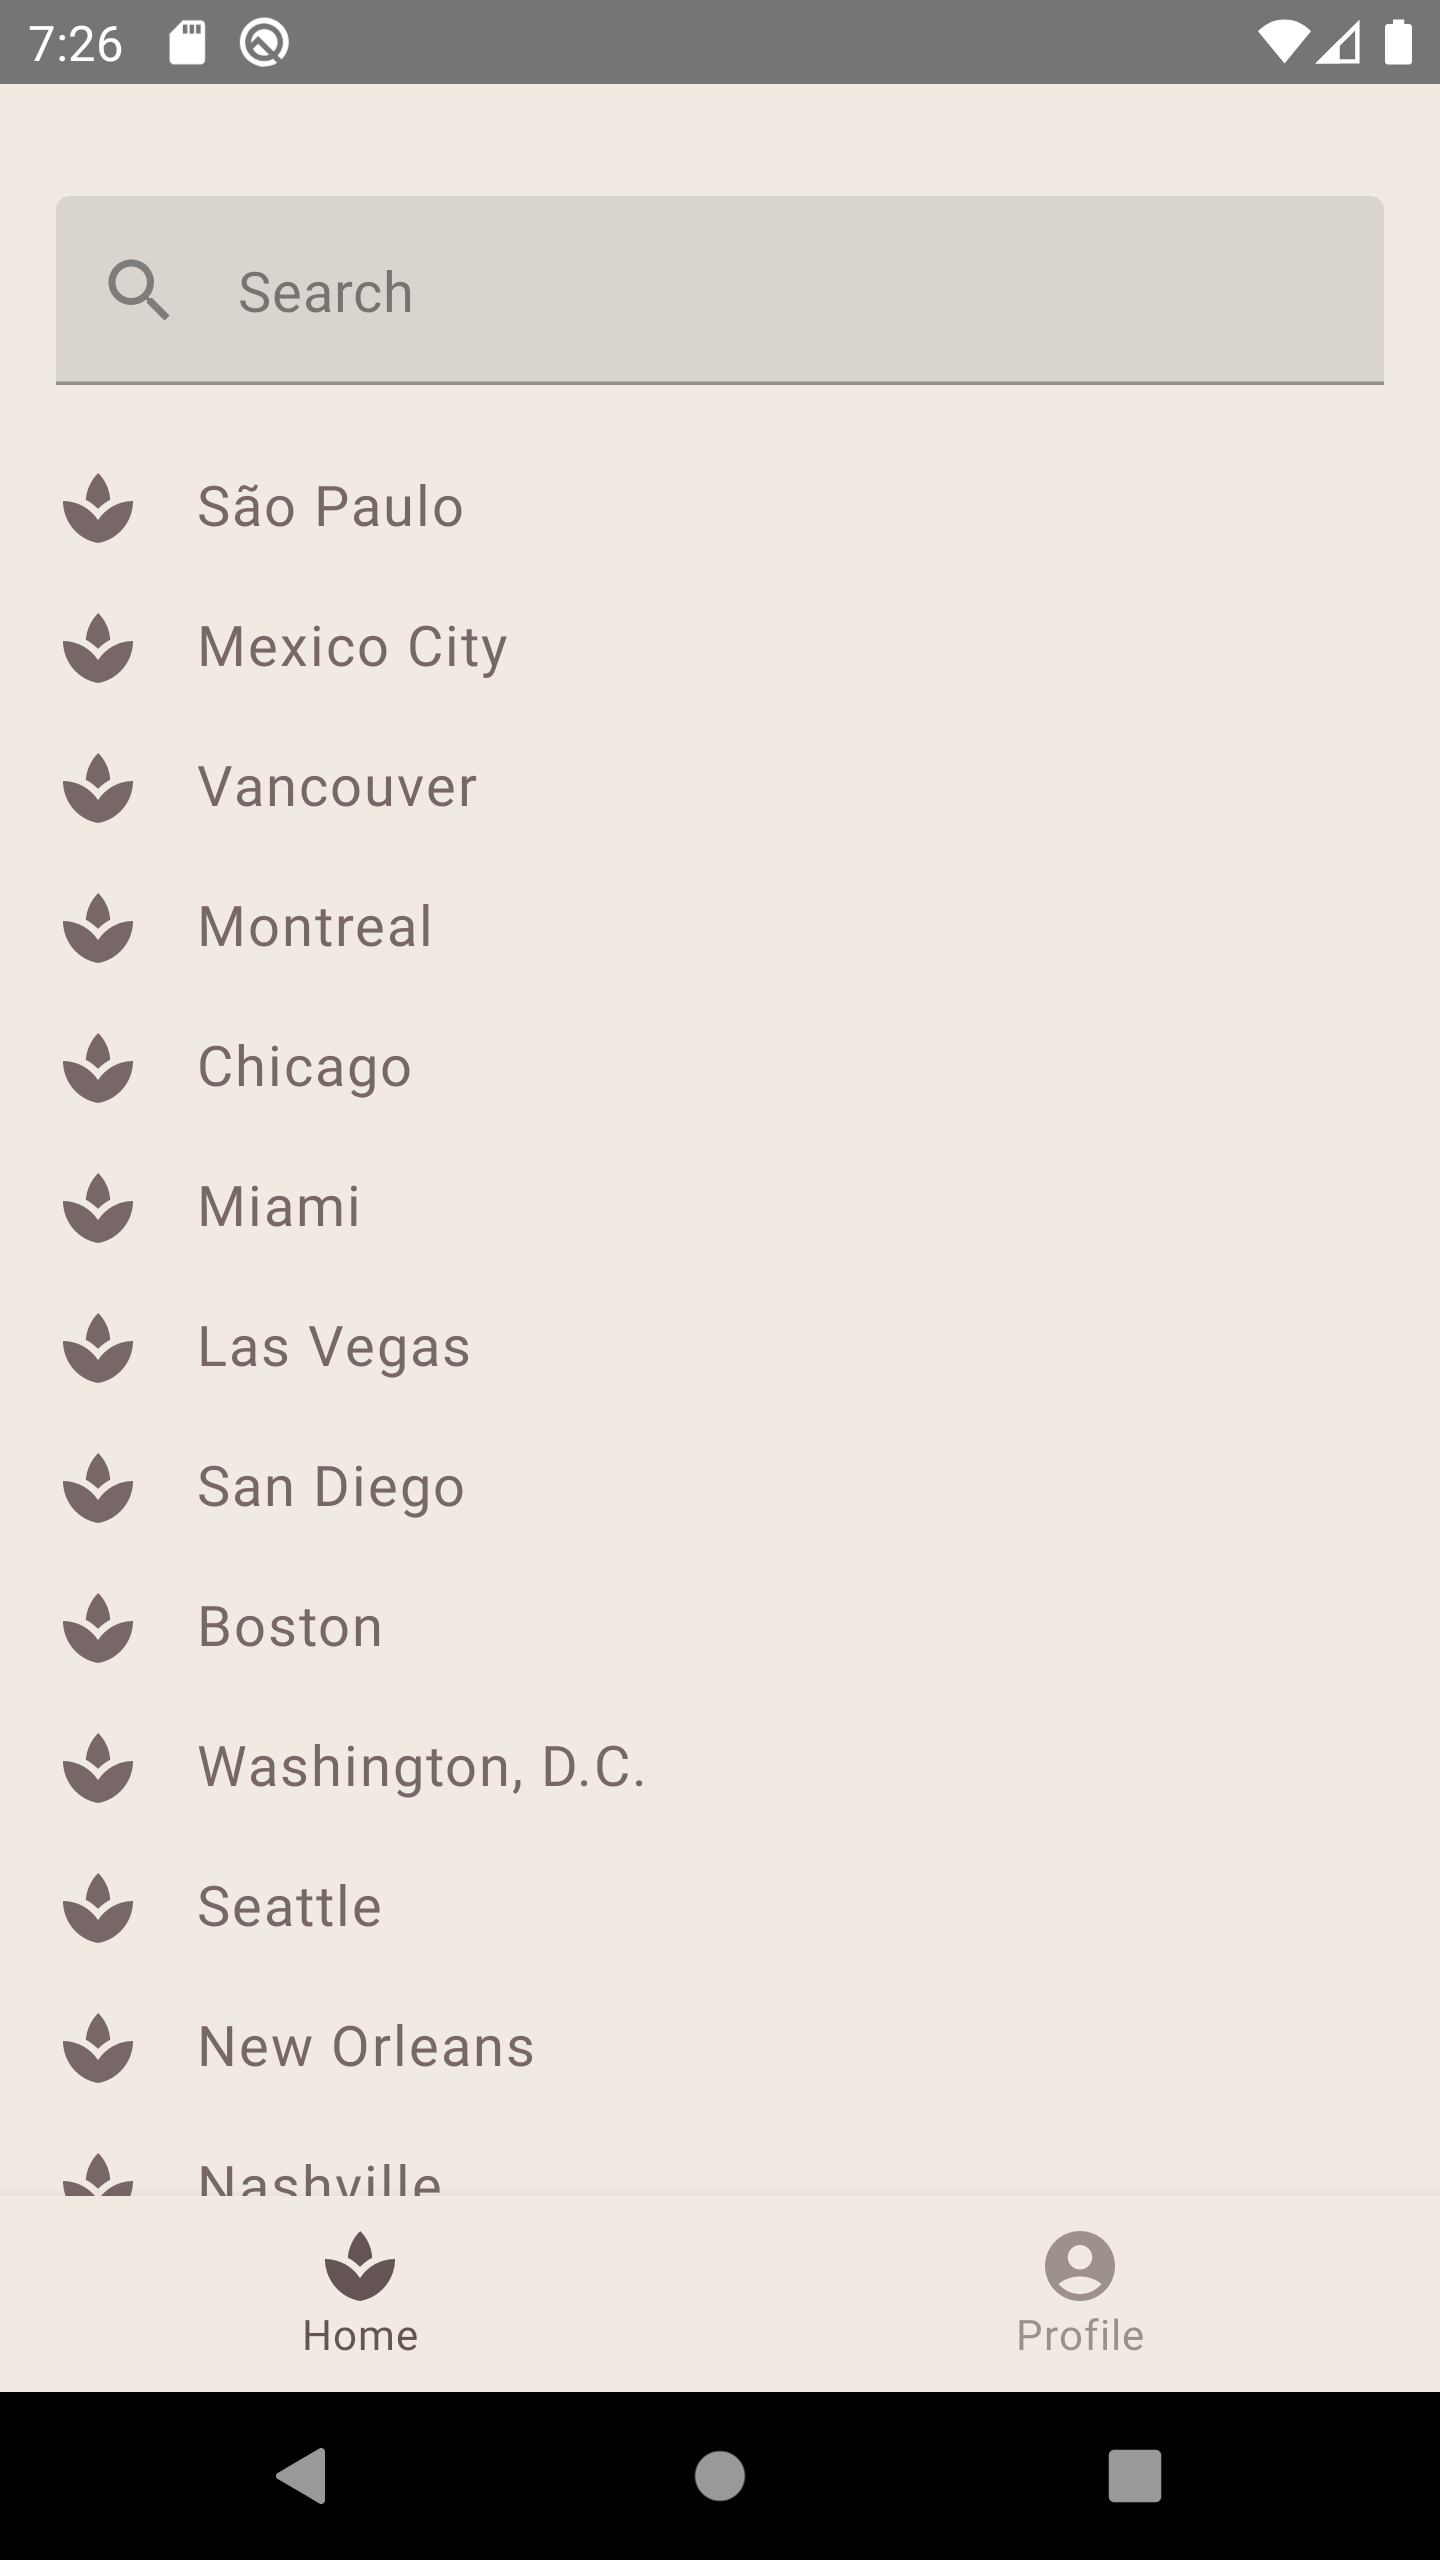 7:26
Search
São Paulo
Mexico City
Vancouver
Montreal
Chicago
Miami
Las Vegas
San Diego
Boston
Washington, D.C.
Seattle
New Orleans
Nashville
Home
Profile